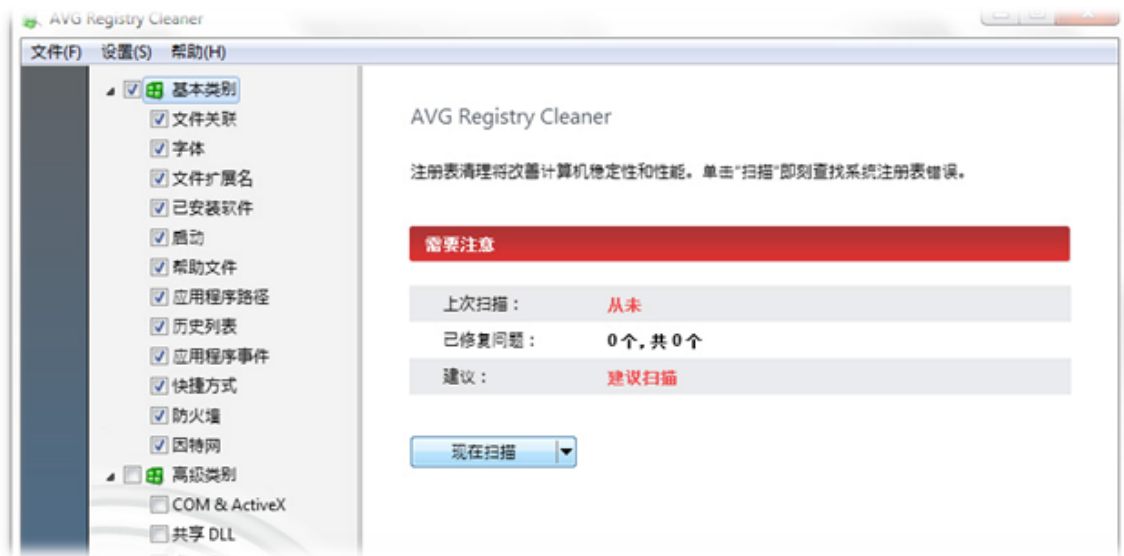 AVG Registry Cleaner
文件(F) 设置(S) 帮助(H)
基本类别
文件关联
字体
文件扩展名
已安装软件
启动
帮助文件
应用程序路径
历史列表
应用程序事件
快捷方式
防火墙
因特网
高级类别
COM & ActiveX
共享 DLL
AVG Registry Cleaner
注册表清理将改善计算机稳定性和性能。单击"扫描"即刻查找系统注册表错误。
需要注意
上次扫描： 从未
已修复问题： 0个,共0个
建议： 建议扫描
现在扫描